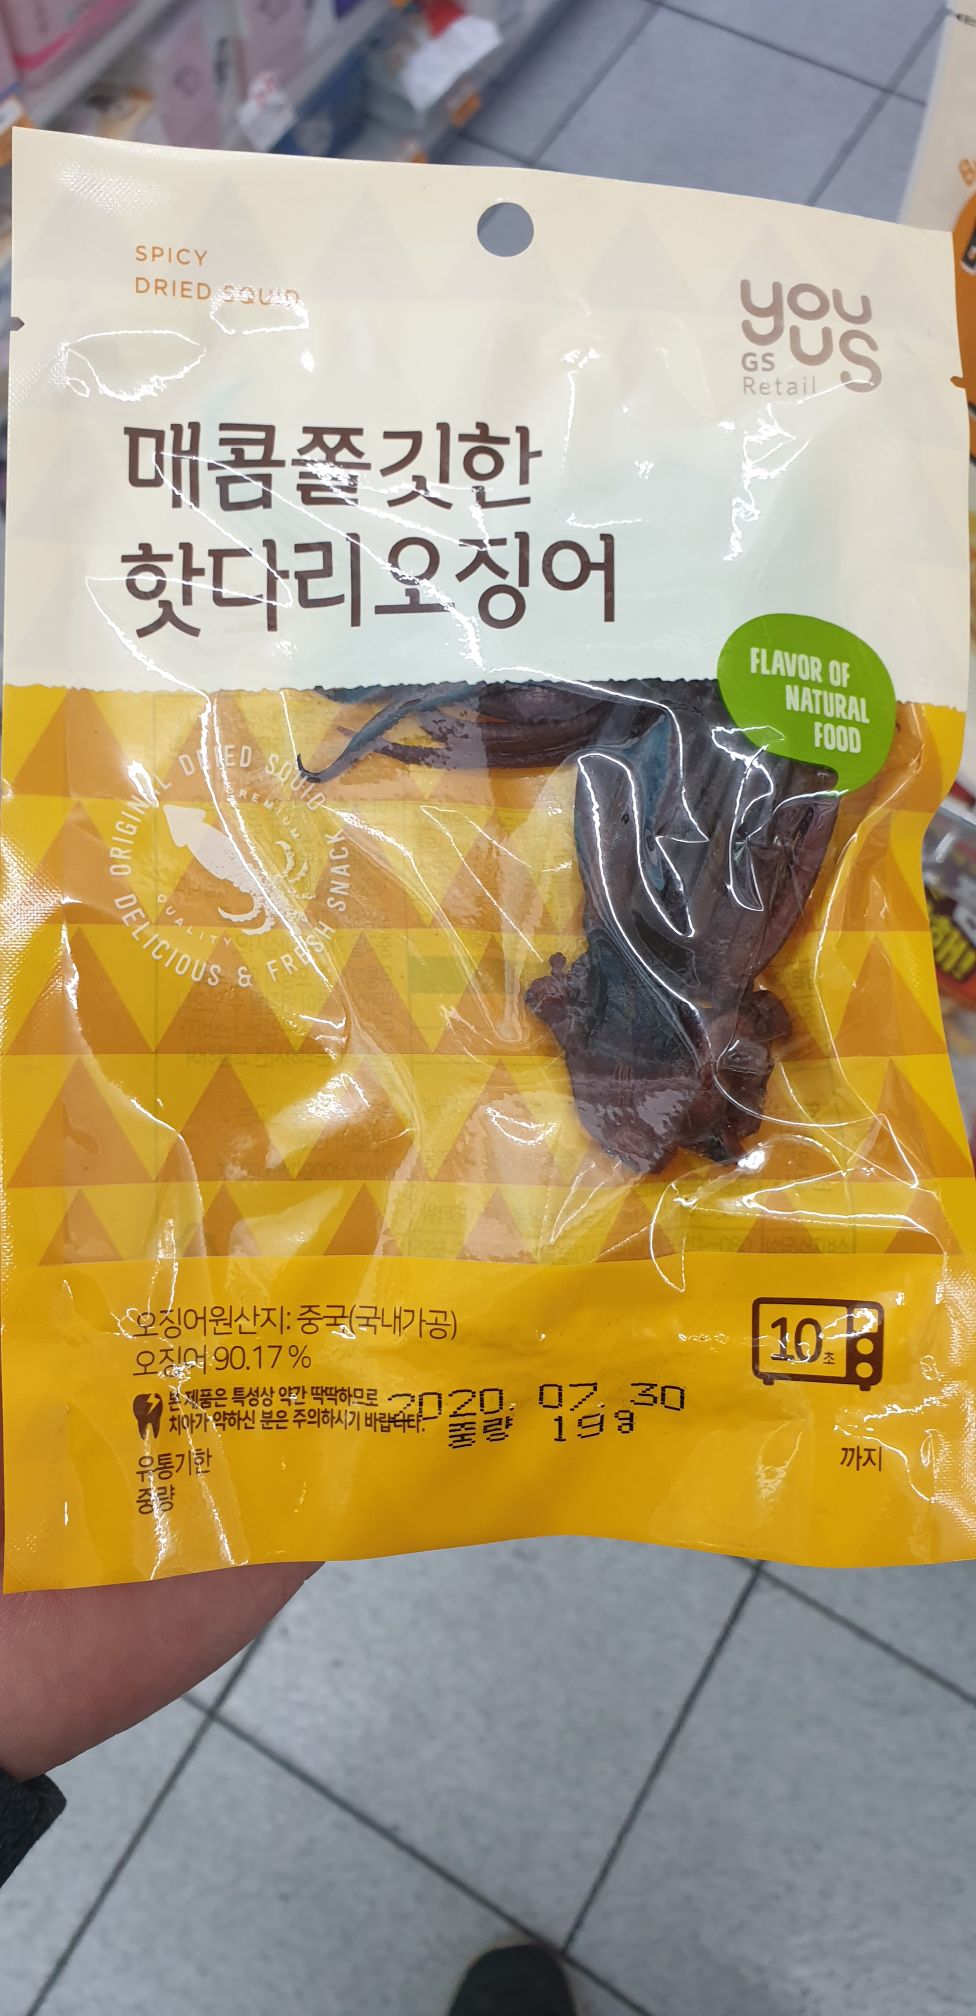 SPICY
DRIED SQUID
you
us
GS
Retail
매콤쫄깃한
핫다리오징어
FLAVOR OF
NATURAL
FOOD
ORIGINAL DRIED SQUID SNACK
PREMIUM
QUALITY
DELICIOUS & FRESH
오징어원산지: 중국(국내가공)
오징어 90.17 %
10초
본 제품은 특성상 약간 딱딱하므로
치아가 약하신 분은 주의하시기 바랍니다.
2020. 07. 30
중량 19g
유통기한
까지
중량